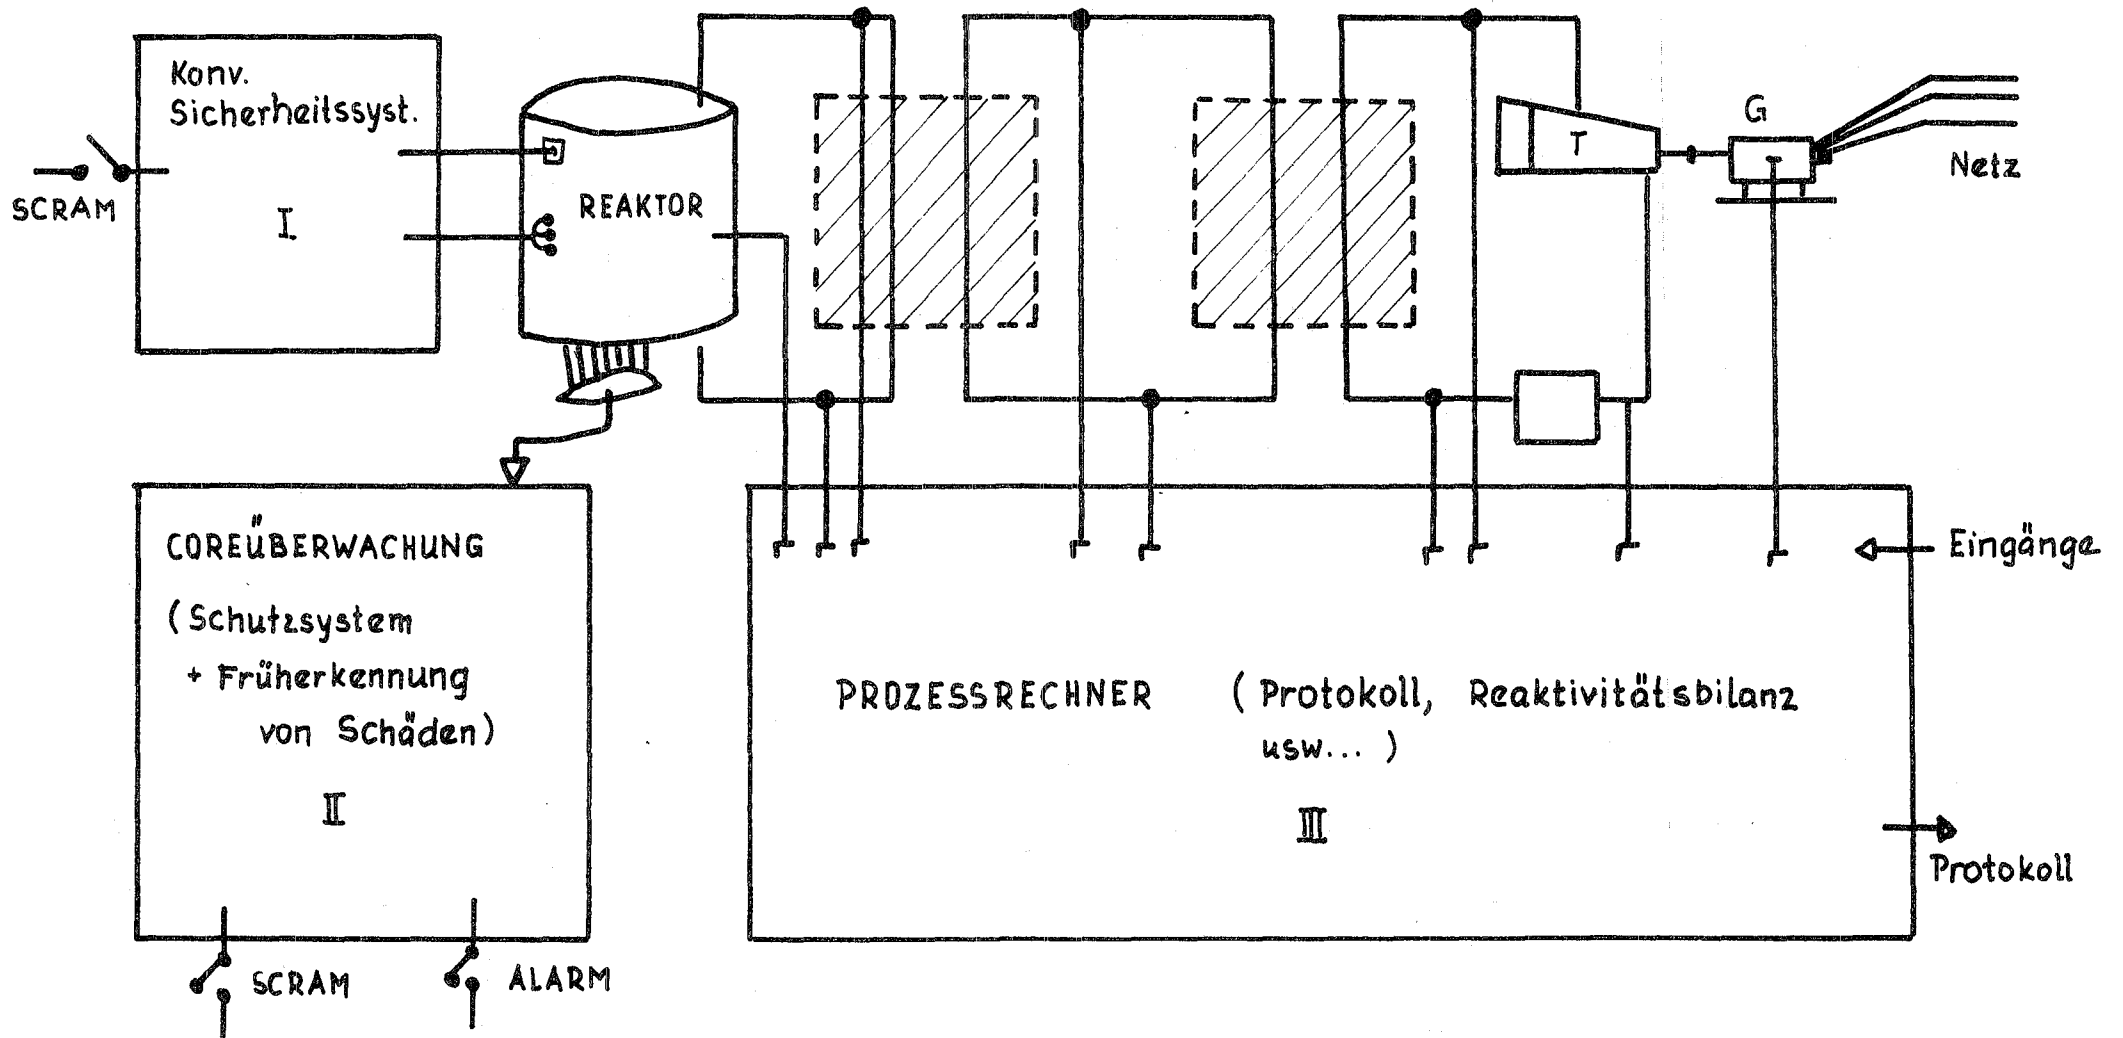 Konv.
Sicherheitssyst.
I
SCRAM
REAKTOR
T
G
Netz
COREÜBERWACHUNG
(Schutzsystem
+ Früherkennung
von Schäden)
II
SCRAM
ALARM
PROZESSRECHNER (Protokoll, Reaktivitätsbilanz
usw... )
III
Eingänge
Protokoll